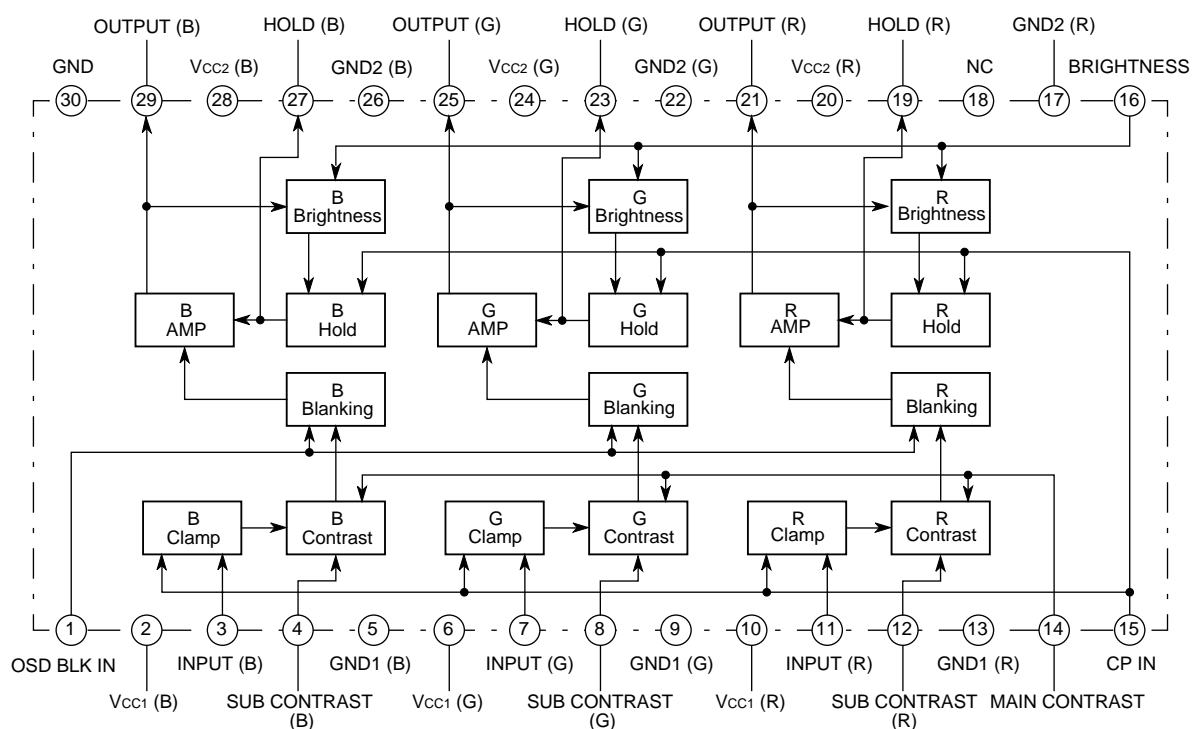 OUTPUT (B) HOLD (B) OUTPUT (G) HOLD (G) OUTPUT (R) HOLD (R) GND2 (R)
GND VCC2 (B) GND2 (B) VCC2 (G) GND2 (G) VCC2 (R) NC BRIGHTNESS
30 29 28 27 26 25 24 23 22 21 20 19 18 17 16
B
Brightness
G
Brightness
R
Brightness
B
AMP
B
Hold
G
AMP
G
Hold
R
AMP
R
Hold
B
Blanking
G
Blanking
R
Blanking
B
Clamp
B
Contrast
G
Clamp
G
Contrast
R
Clamp
R
Contrast
1 2 3 4 5 6 7 8 9 10 11 12 13 14 15
OSD BLK IN INPUT (B) GND1 (B) INPUT (G) GND1 (G) INPUT (R) GND1 (R) CP IN
VCC1 (B) SUB CONTRAST
(B)
VCC1 (G) SUB CONTRAST
(G)
VCC1 (R) SUB CONTRAST
(R)
MAIN CONTRAST